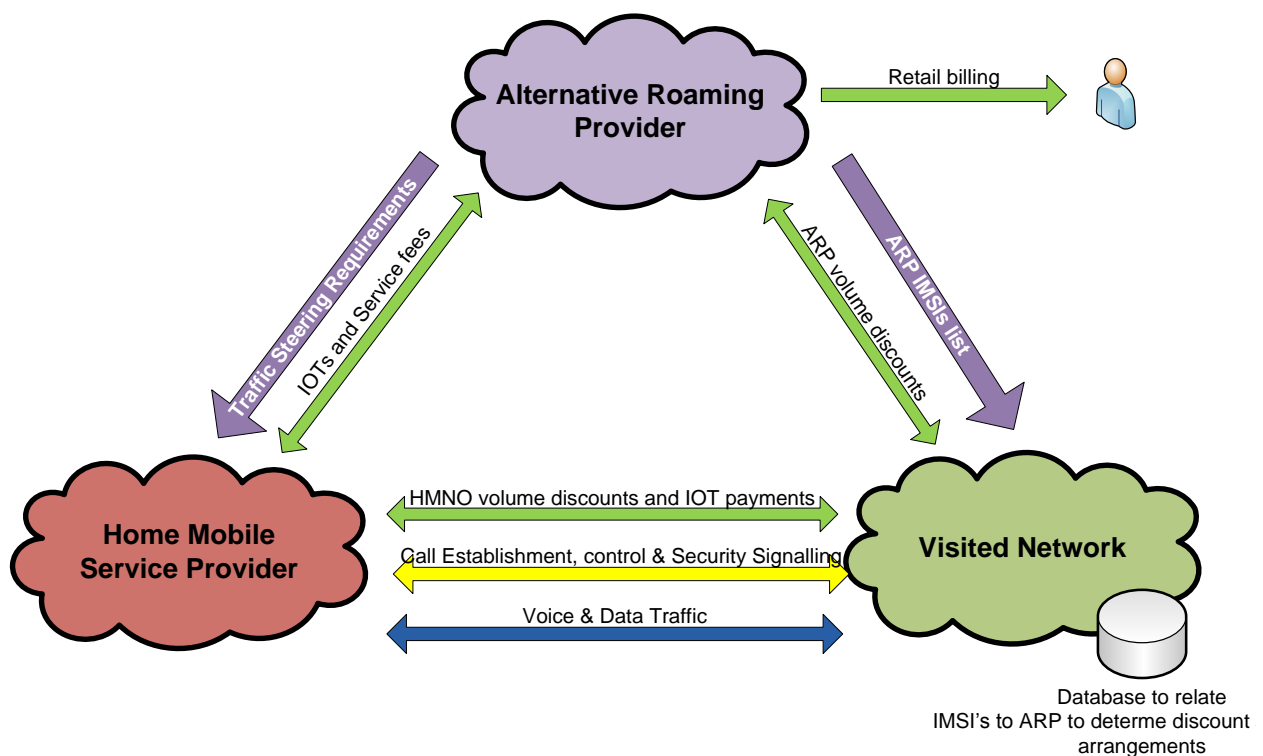 Alternative Roaming
Provider
Retail billing
Traffic Steering Requirements
IOTs and Service fees
ARP volume discounts
ARP IMSIs list
Home Mobile
Service Provider
HMNO volume discounts and IOT payments
Call Establishment, control & Security Signalling
Voice & Data Traffic
Visited Network
Database to relate
IMSI's to ARP to determe discount
arrangements